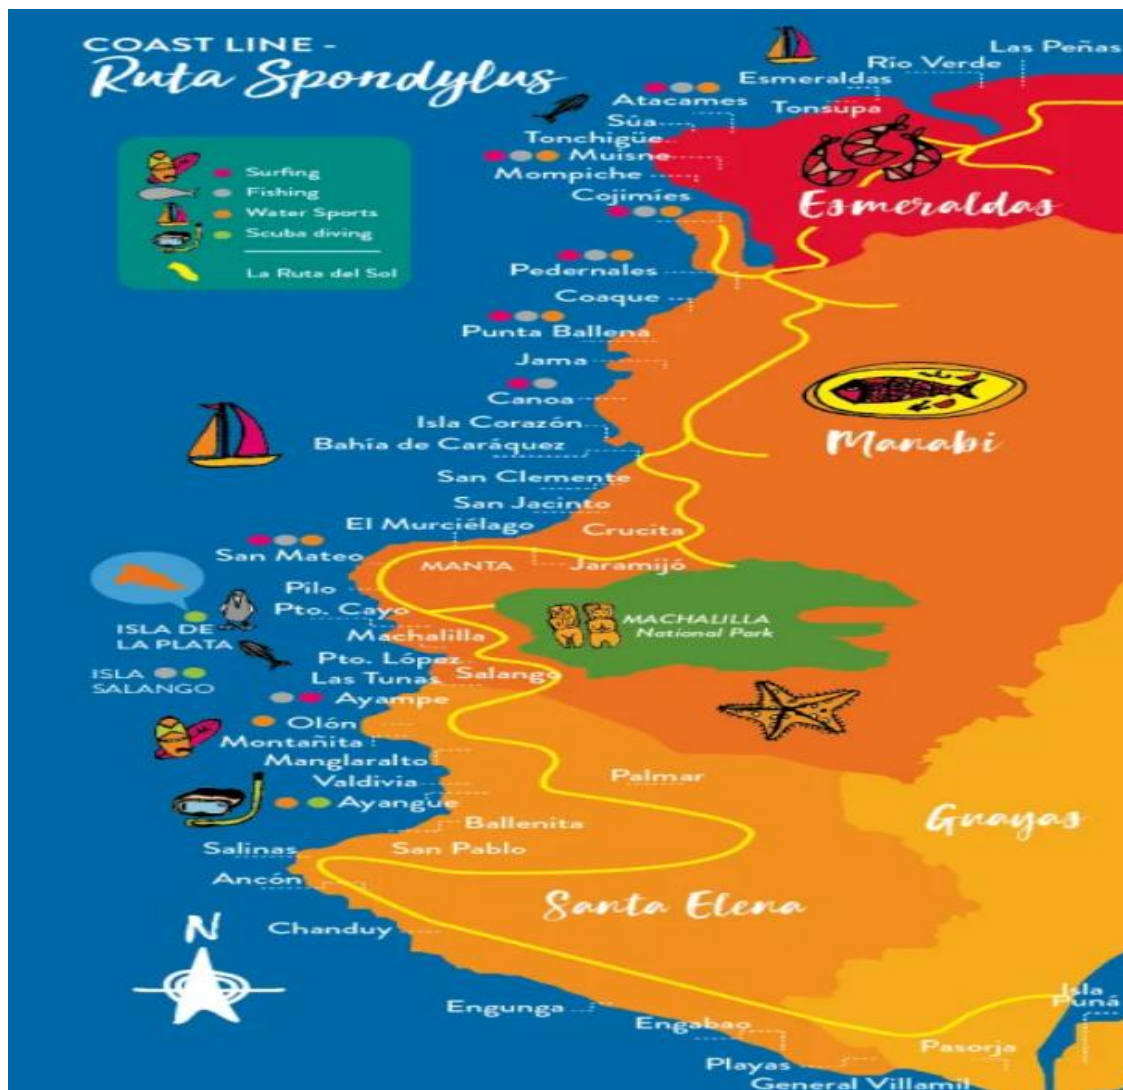 COAST LINE -
Ruta Spondylus
Surfing
Fishing
Water Sports
Scuba diving
La Ruta del Sol
Las Peñas
Río Verde
Esmeraldas
Tonsupa
Atacames
Súa
Tonchigüe
Muisne
Mompiche
Cojimíes
Esmeraldas
Pedernales
Coaque
Punta Ballena
Jama
Canoa
Isla Corazón
Bahía de Caráquez
Manabi
San Clemente
San Jacinto
El Murciélago
Crucita
San Mateo
MANTA
Jaramijó
Pilo
Pto. Cayo
MACHALILLA
National Park
ISLA DE
LA PLATA
Machalilla
Pto. López
Salango
ISLA
SALANGO
Las Tunas
Ayampe
Olón
Montañita
Manglaralto
Valdivia
Palmar
Ayangue
Guayas
Ballenita
Salinas
San Pablo
Ancón
Santa Elena
N
Chanduy
Isla
Puná
Engunga
Engabao
Pasorja
Playas
General Villamil